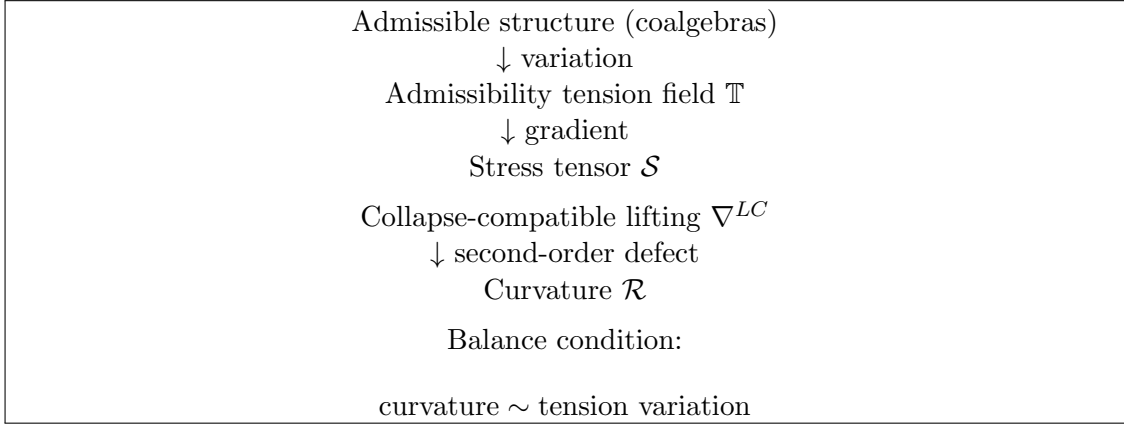 Admissible structure (coalgebras)
↓ variation
Admissibility tension field 𝕋
↓ gradient
Stress tensor 𝒮
Collapse-compatible lifting ∇^{LC}
↓ second-order defect
Curvature ℛ
Balance condition:
curvature ∼ tension variation